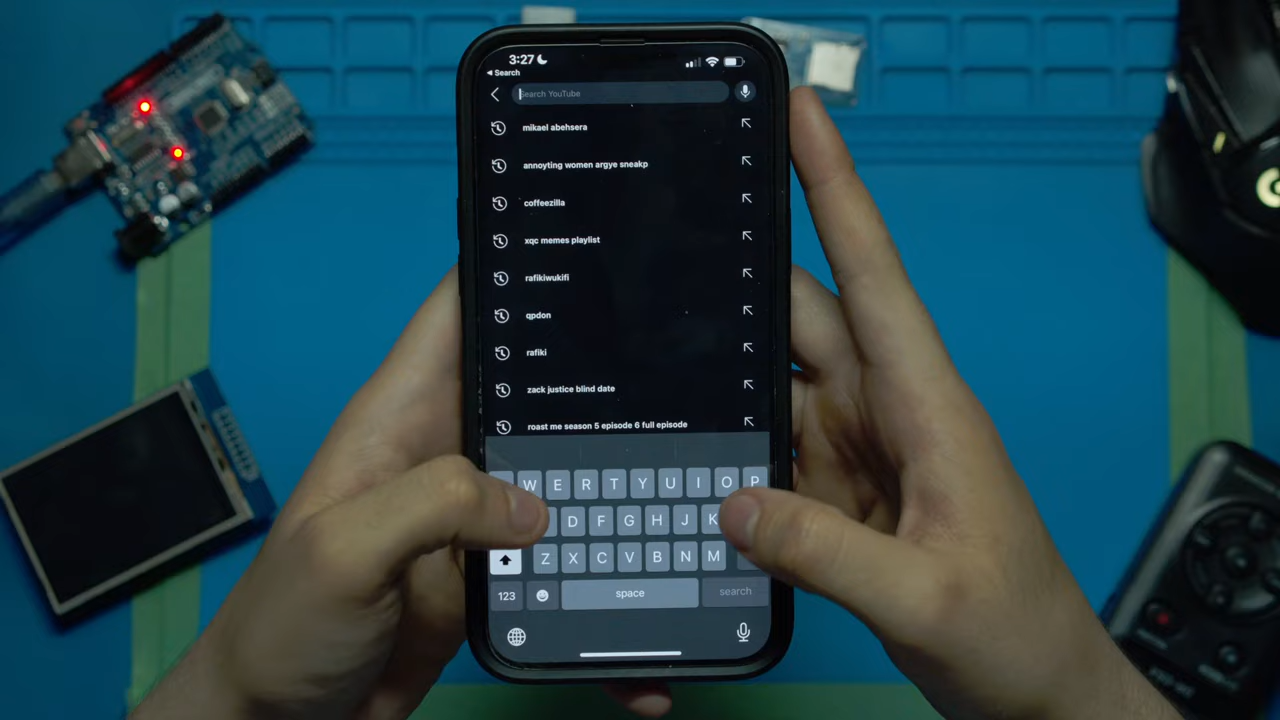 3:27
◂ Search
Search YouTube
mikael abehsera
annoyting women argye sneakp
coffeezilla
xqc memes playlist
rafikiwukifi
qpdon
rafiki
zack justice blind date
roast me season 5 episode 6 full episode
W E R T Y U I O P
D F G H J K
Z X C V B N M
123 space search